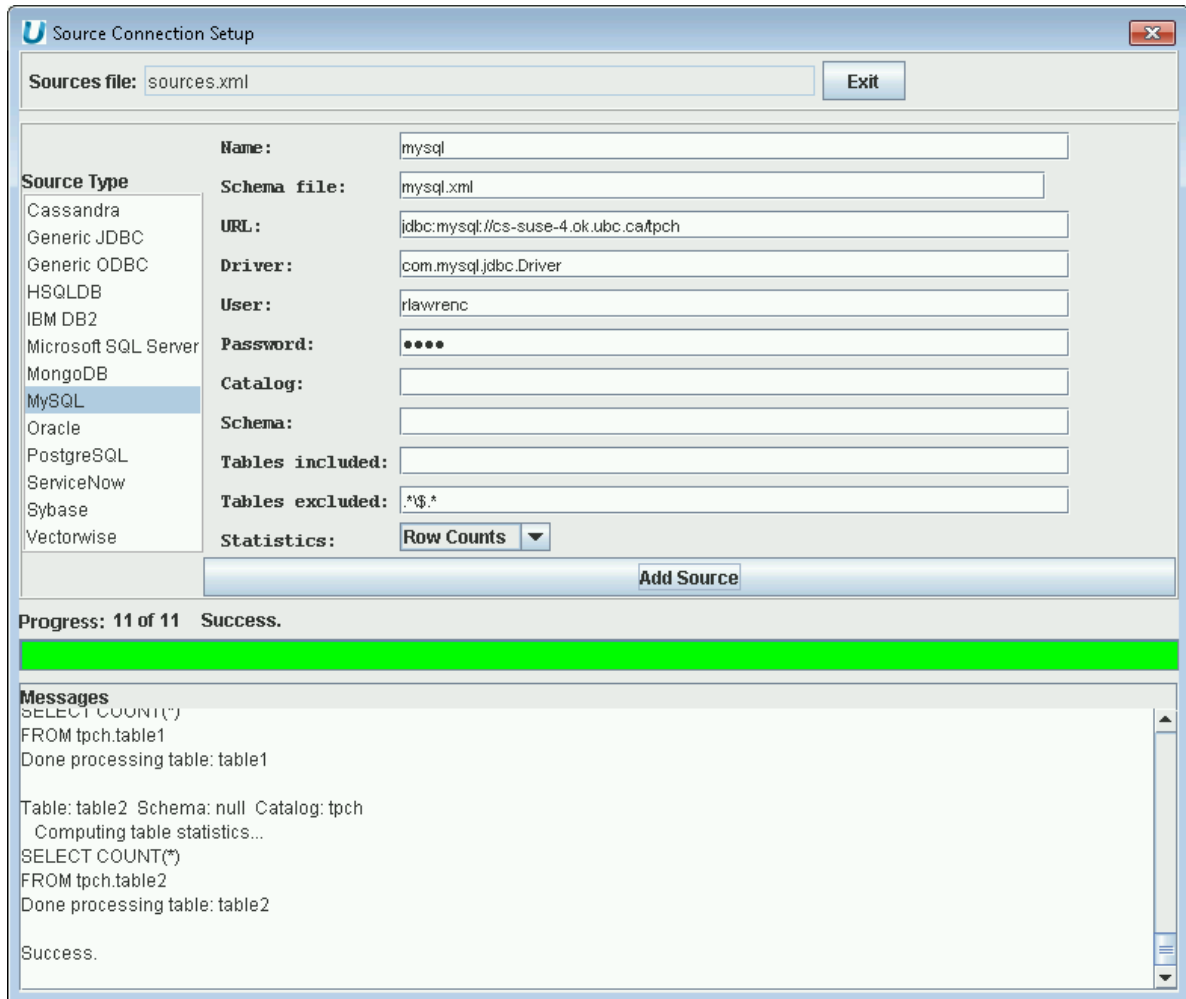 Source Connection Setup
Sources file: sources.xml Exit
Name: mysql
Source Type
Schema file: mysql.xml
Cassandra
URL: jdbc:mysql://cs-suse-4.ok.ubc.ca/tpch
Generic JDBC
Generic ODBC
Driver: com.mysql.jdbc.Driver
HSQLDB
User: rlawrenc
IBM DB2
Microsoft SQL Server
Password: ●●●●
MongoDB
Catalog:
MySQL
Oracle
Schema:
PostgreSQL
Tables included:
ServiceNow
Tables excluded: .*\$.*
Sybase
Vectorwise
Statistics: Row Counts
Add Source
Progress: 11 of 11 Success.
Messages
SELECT COUNT(*)
FROM tpch.table1
Done processing table: table1
Table: table2 Schema: null Catalog: tpch
Computing table statistics...
SELECT COUNT(*)
FROM tpch.table2
Done processing table: table2
Success.